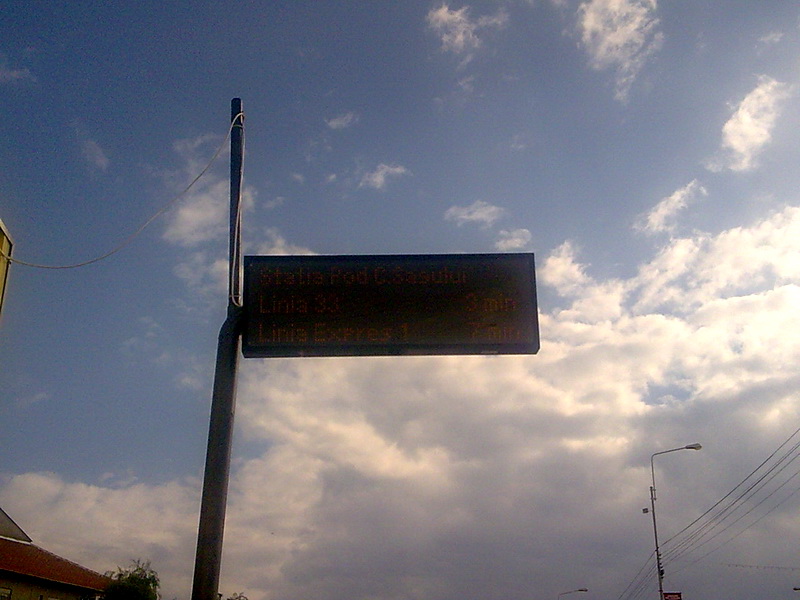 Statia Pod C.Sasului
Linia 33 3 min
Linia Expres 1 7 min